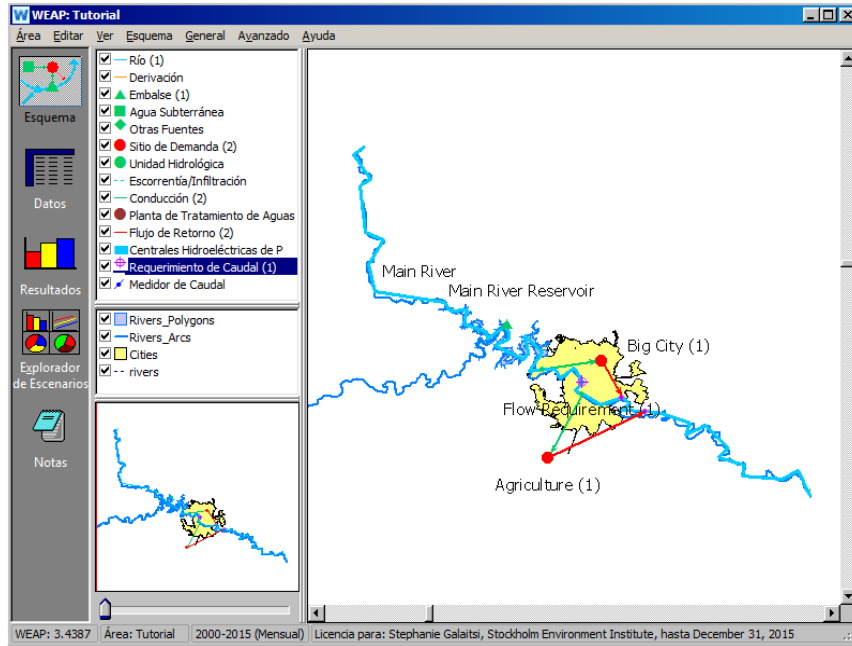 WEAP: Tutorial
Área Editar Ver Esquema General Avanzado Ayuda
Esquema
Datos
Resultados
Explorador
de Escenarios
Notas
Río (1)
Derivación
Embalse (1)
Agua Subterránea
Otras Fuentes
Sitio de Demanda (2)
Unidad Hidrológica
Escorrentía/Infiltración
Conducción (2)
Planta de Tratamiento de Aguas
Flujo de Retorno (2)
Centrales Hidroeléctricas de P
Requerimiento de Caudal (1)
Medidor de Caudal
Rivers_Polygons
Rivers_Arcs
Cities
rivers
Main River
Main River Reservoir
Big City (1)
Flow Requirement (1)
Agriculture (1)
WEAP: 3.4387 Área: Tutorial 2000-2015 (Mensual) Licencia para: Stephanie Galaitsi, Stockholm Environment Institute, hasta December 31, 2015